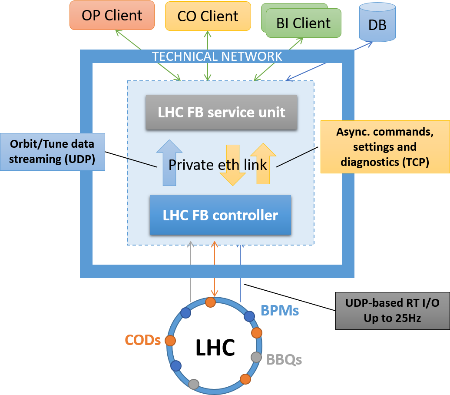 OP Client
CO Client
BI Client
DB
TECHNICAL NETWORK
LHC FB service unit
Orbit/Tune data
streaming (UDP)
Private eth link
Async. commands,
settings and
diagnostics (TCP)
LHC FB controller
UDP-based RT I/O
Up to 25Hz
BPMs
CODs
LHC
BBQs